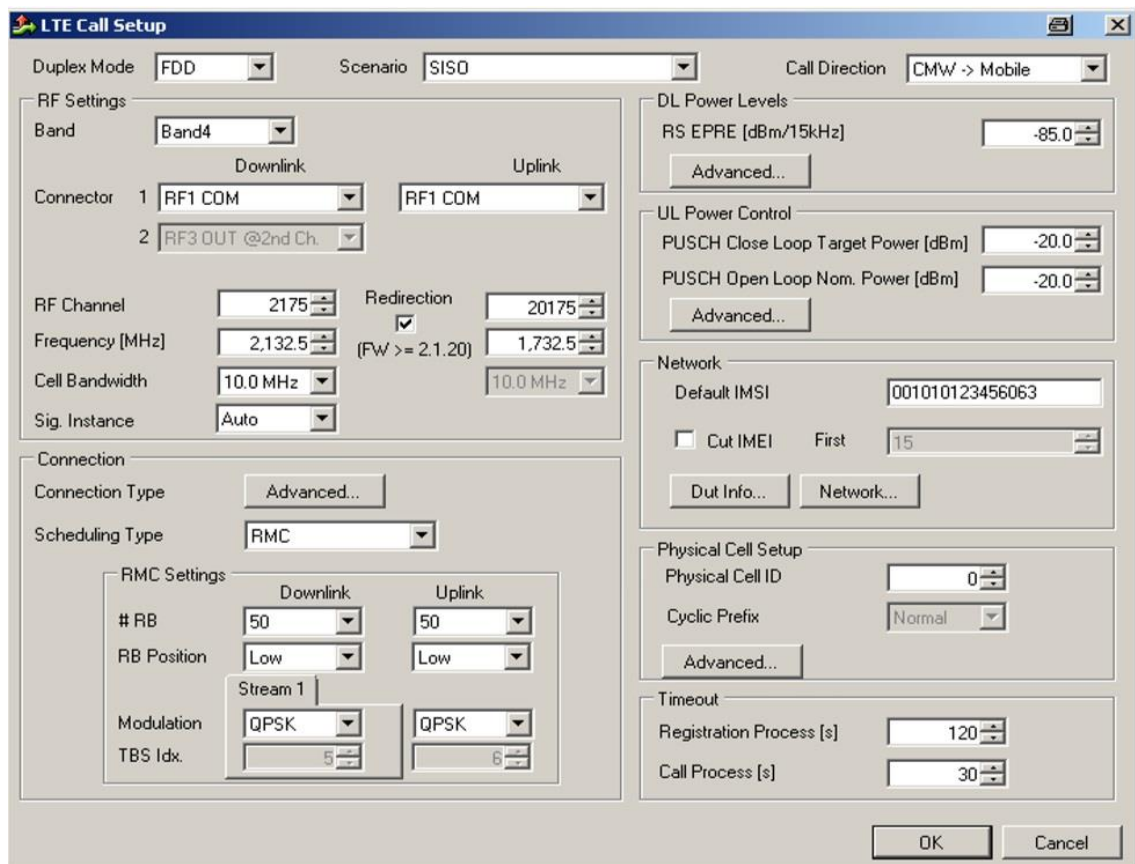 LTE Call Setup
Duplex Mode FDD Scenario SISO Call Direction CMW -> Mobile
RF Settings
Band Band4
Downlink Uplink
Connector 1 RF1 COM RF1 COM
2 RF3 OUT @2nd Ch.
RF Channel 2175 Redirection 20175
Frequency [MHz] 2,132.5 (FW >= 2.1.20) 1,732.5
Cell Bandwidth 10.0 MHz 10.0 MHz
Sig. Instance Auto
Connection
Connection Type Advanced...
Scheduling Type RMC
RMC Settings
Downlink Uplink
# RB 50 50
RB Position Low Low
Stream 1
Modulation QPSK QPSK
TBS Idx. 5 6
DL Power Levels
RS EPRE [dBm/15kHz] -85.0
Advanced...
UL Power Control
PUSCH Close Loop Target Power [dBm] -20.0
PUSCH Open Loop Nom. Power [dBm] -20.0
Advanced...
Network
Default IMSI 001010123456063
Cut IMEI First 15
Dut Info... Network...
Physical Cell Setup
Physical Cell ID 0
Cyclic Prefix Normal
Advanced...
Timeout
Registration Process [s] 120
Call Process [s] 30
OK Cancel